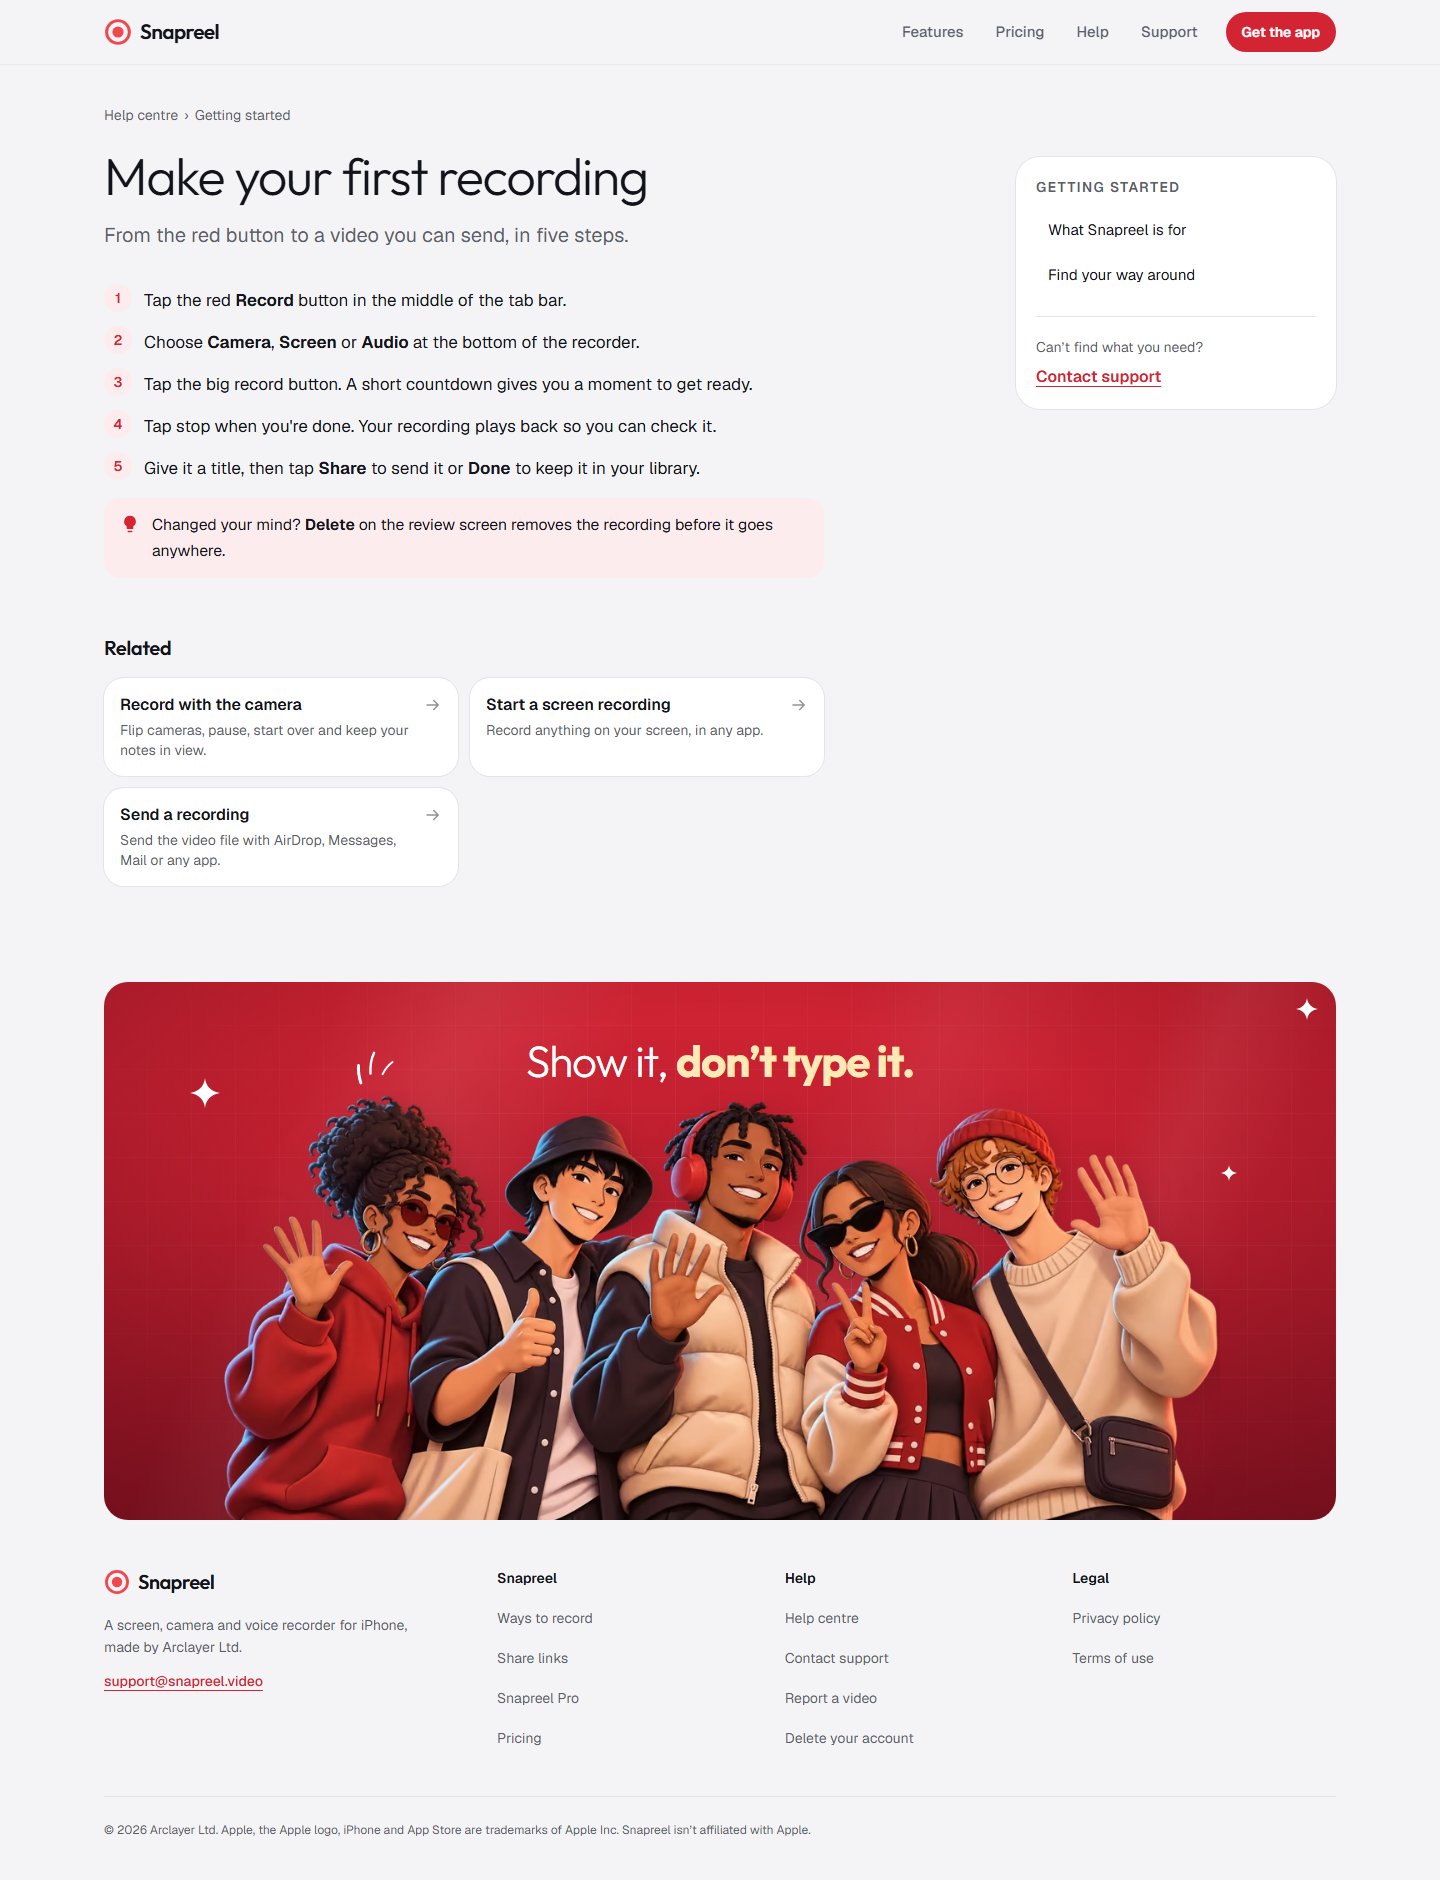 Snapreel
Features
Pricing
Help
Support
Get the app
Help centre › Getting started
Make your first recording
From the red button to a video you can send, in five steps.
1 Tap the red Record button in the middle of the tab bar.
2 Choose Camera, Screen or Audio at the bottom of the recorder.
3 Tap the big record button. A short countdown gives you a moment to get ready.
4 Tap stop when you're done. Your recording plays back so you can check it.
5 Give it a title, then tap Share to send it or Done to keep it in your library.
Changed your mind? Delete on the review screen removes the recording before it goes
anywhere.
GETTING STARTED
What Snapreel is for
Find your way around
Can’t find what you need?
Contact support
Related
Record with the camera →
Flip cameras, pause, start over and keep your
notes in view.
Start a screen recording →
Record anything on your screen, in any app.
Send a recording →
Send the video file with AirDrop, Messages,
Mail or any app.
Show it, don’t type it.
Snapreel
A screen, camera and voice recorder for iPhone,
made by Arclayer Ltd.
support@snapreel.video
Snapreel
Ways to record
Share links
Snapreel Pro
Pricing
Help
Help centre
Contact support
Report a video
Delete your account
Legal
Privacy policy
Terms of use
© 2026 Arclayer Ltd. Apple, the Apple logo, iPhone and App Store are trademarks of Apple Inc. Snapreel isn’t affiliated with Apple.